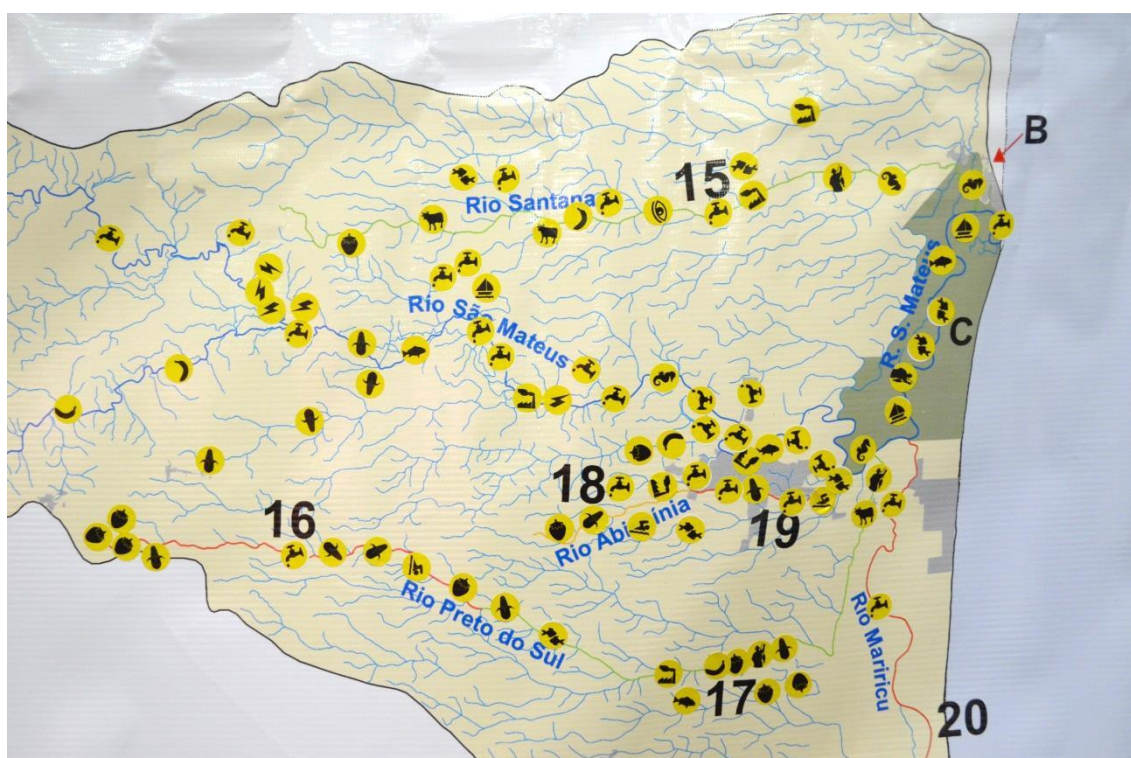 B
15
Rio Santana
R. S. Mateus
C
Rio São Mateus
18
16
19
Rio Abissínia
Rio Preto do Sul
Rio Mariricu
17
20